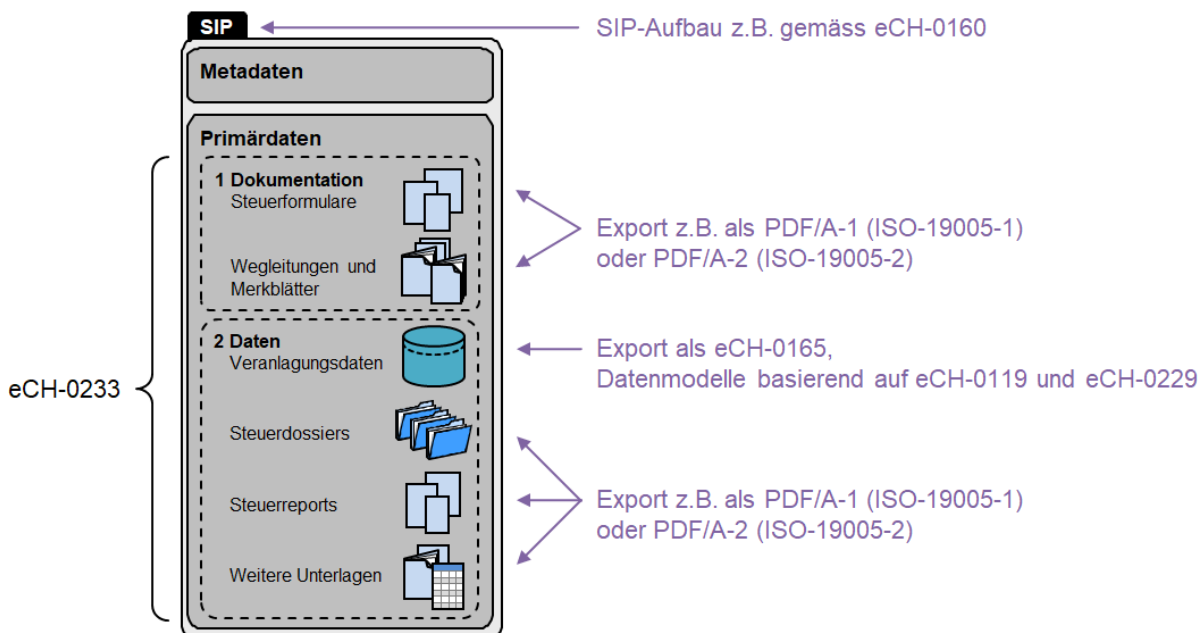 SIP
SIP-Aufbau z.B. gemäss eCH-0160
Metadaten
Primärdaten
1 Dokumentation
Steuerformulare
Wegleitungen und
Merkblätter
Export z.B. als PDF/A-1 (ISO-19005-1)
oder PDF/A-2 (ISO-19005-2)
2 Daten
Veranlagungsdaten
Export als eCH-0165,
Datenmodelle basierend auf eCH-0119 und eCH-0229
eCH-0233
Steuerdossiers
Steuerreports
Weitere Unterlagen
Export z.B. als PDF/A-1 (ISO-19005-1)
oder PDF/A-2 (ISO-19005-2)